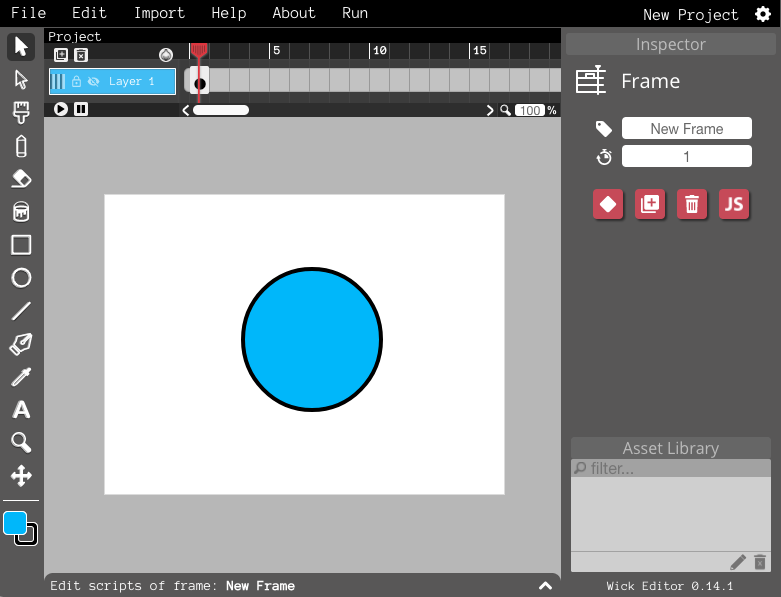 File Edit Import Help About Run New Project
Project
5 10 15
Layer 1
100 %
Inspector
Frame
New Frame
1
JS
A
Asset Library
filter...
Edit scripts of frame: New Frame
Wick Editor 0.14.1